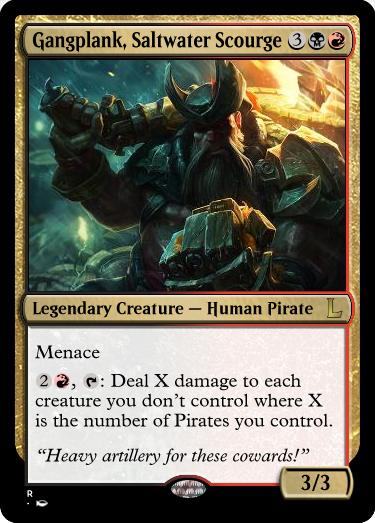 Gangplank, Saltwater Scourge 3
Legendary Creature — Human Pirate L
Menace
2, : Deal X damage to each
creature you don't control where X
is the number of Pirates you control.
“Heavy artillery for these cowards!”
3/3
R